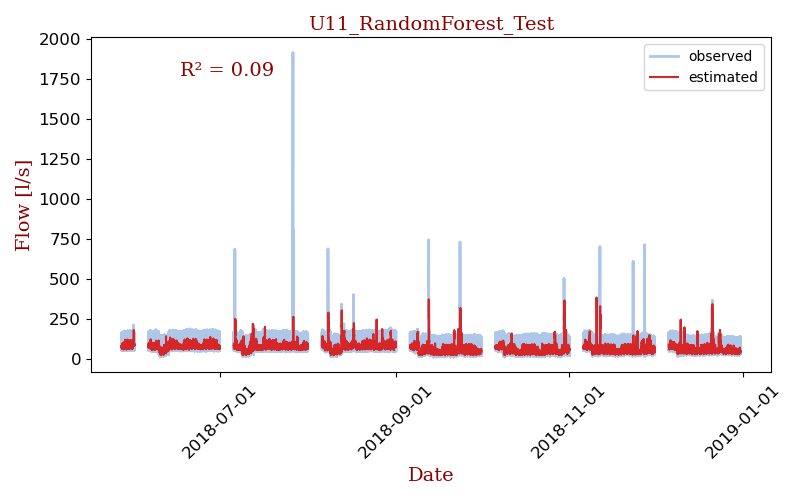 U11_RandomForest_Test
R² = 0.09
observed
estimated
Flow [l/s]
2000
1750
1500
1250
1000
750
500
250
0
2018-07-01
2018-09-01
2018-11-01
2019-01-01
Date